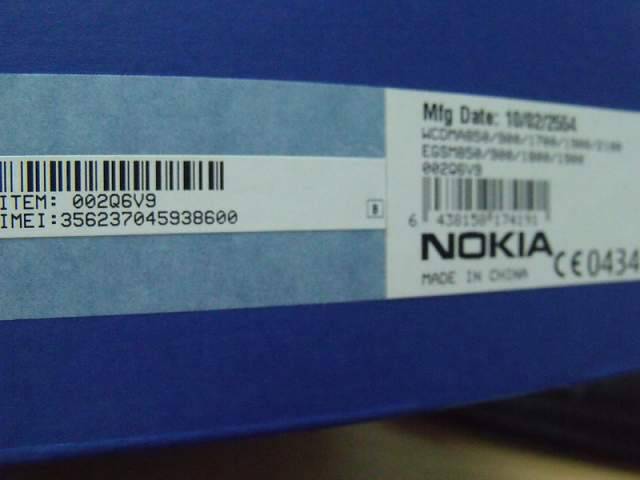 ITEM: 002Q6V9
IMEI:356237045938600
B
Mfg Date: 10/02/2554
WCDMA850/900/1700/1900/2100
EGSM850/900/1800/1900
002Q6V9
6 438158 174191
NOKIA
CE0434
MADE IN CHINA